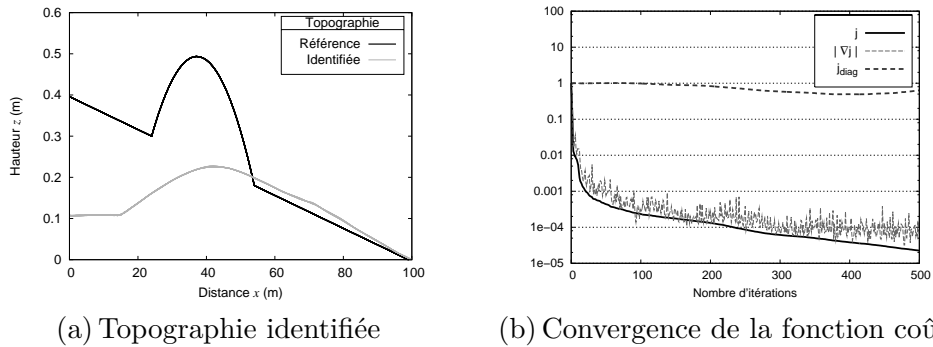 Topographie
Référence
Identifiée
0.6
0.5
0.4
0.3
0.2
0.1
0
Hauteur z (m)
0 20 40 60 80 100
Distance x (m)
(a) Topographie identifiée
j
| ∇j |
j_diag
100
10
1
0.1
0.01
0.001
1e−04
1e−05
0 100 200 300 400 500
Nombre d'itérations
(b) Convergence de la fonction coû